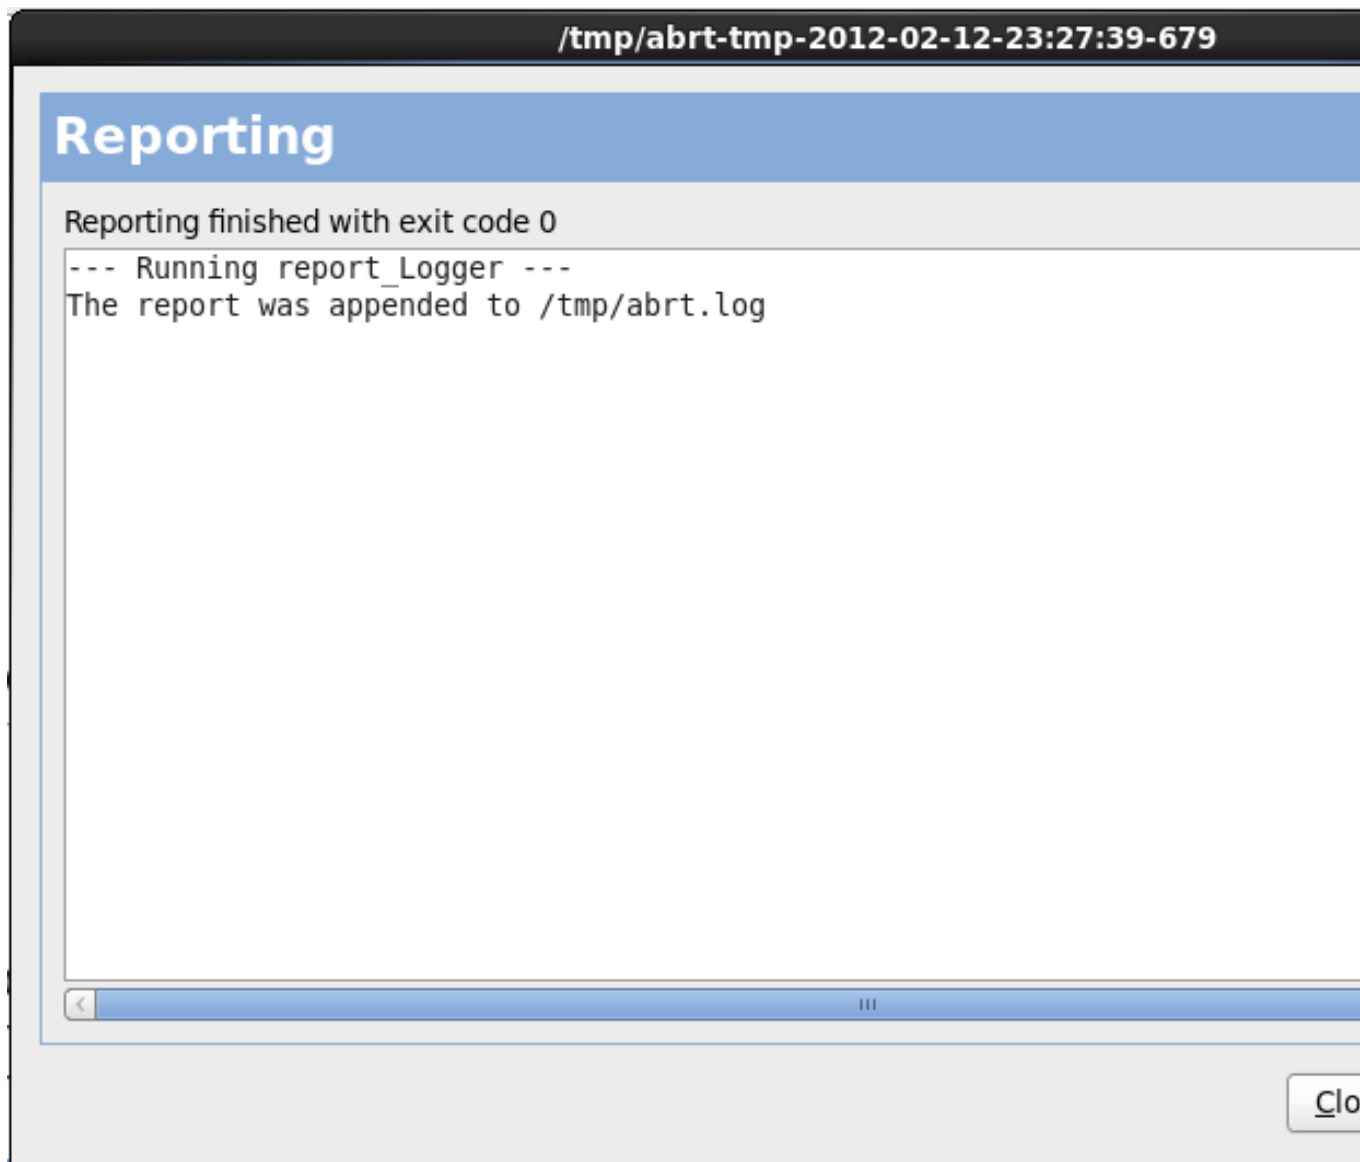 /tmp/abrt-tmp-2012-02-12-23:27:39-679
Reporting
Reporting finished with exit code 0
--- Running report_Logger ---
The report was appended to /tmp/abrt.log
Clo